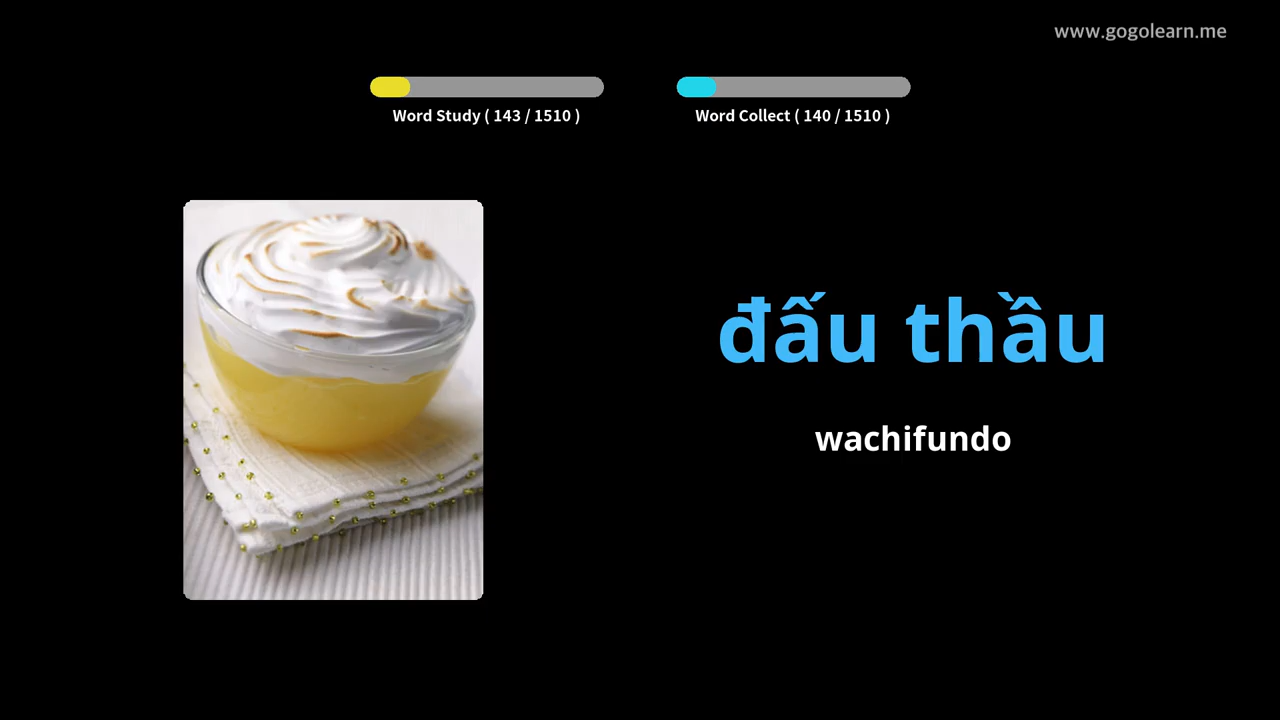 www.gogolearn.me
Word Study ( 143 / 1510 )
Word Collect ( 140 / 1510 )
đấu thầu
wachifundo